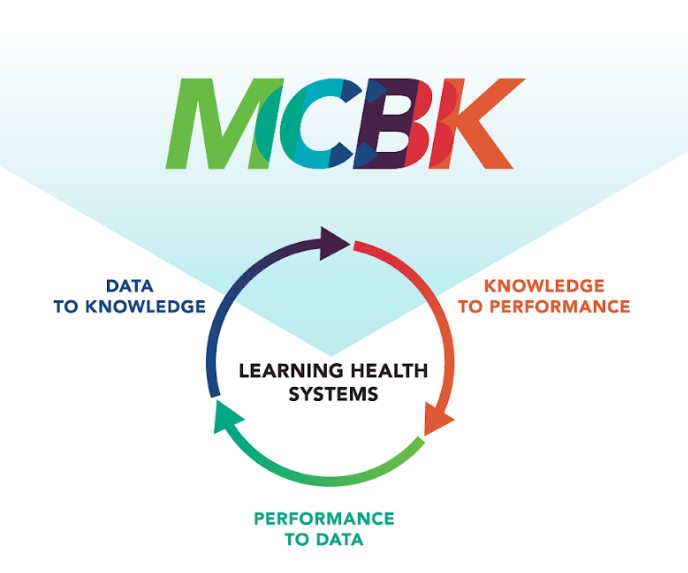 MCBK
DATA
TO KNOWLEDGE
KNOWLEDGE
TO PERFORMANCE
LEARNING HEALTH
SYSTEMS
PERFORMANCE
TO DATA